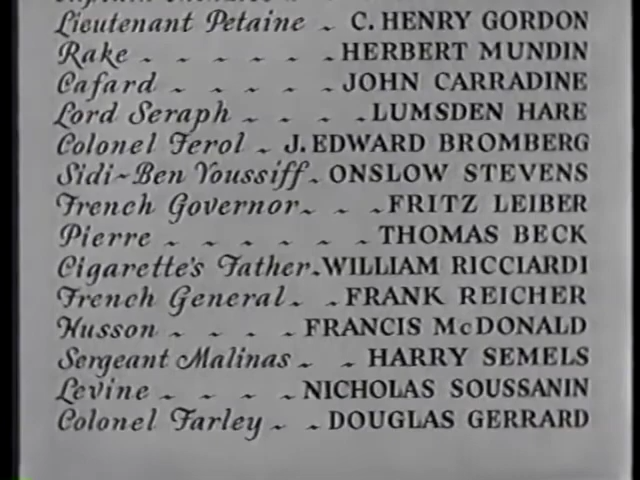 Lieutenant Petaine ~ C. HENRY GORDON
Rake ~ ~ ~ ~ ~ ~ HERBERT MUNDIN
Cafard ~ ~ ~ ~ ~ JOHN CARRADINE
Lord Seraph ~ ~ ~ ~ LUMSDEN HARE
Colonel Ferol ~ J. EDWARD BROMBERG
Sidi~Ben Youssiff ~ ONSLOW STEVENS
French Governor ~ ~ ~ FRITZ LEIBER
Pierre ~ ~ ~ ~ ~ ~ THOMAS BECK
Cigarette's Father ~ WILLIAM RICCIARDI
French General ~ ~ FRANK REICHER
Husson ~ ~ ~ ~ FRANCIS McDONALD
Sergeant Malinas ~ ~ HARRY SEMELS
Levine ~ ~ ~ ~ NICHOLAS SOUSSANIN
Colonel Farley ~ ~ DOUGLAS GERRARD